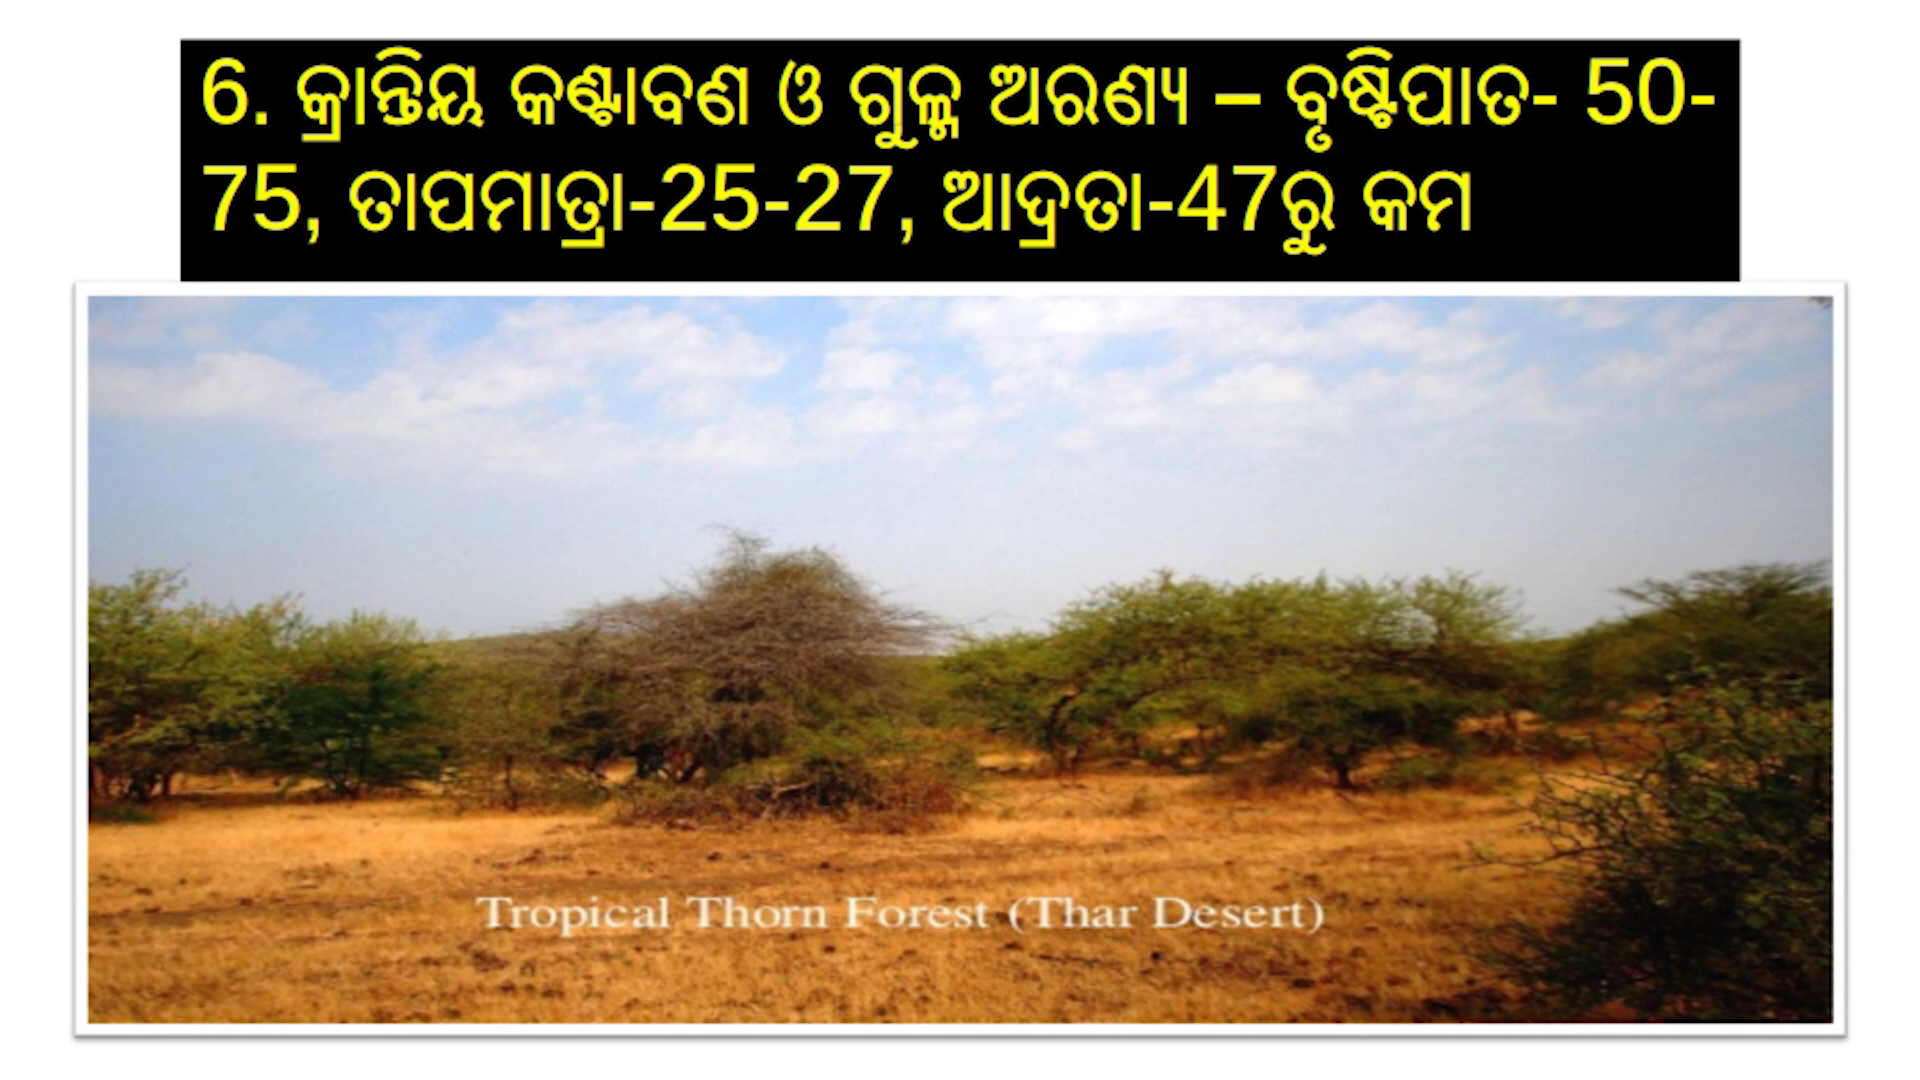 6. କ୍ରାନ୍ତିୟ କଣ୍ଟାବଣ ଓ ଗୁଳ୍ମ ଅରଣ୍ୟ – ବୃଷ୍ଟିପାତ- 50-
75, ତାପମାତ୍ରା-25-27, ଆଦ୍ରତା-47ରୁ କମ
Tropical Thorn Forest (Thar Desert)